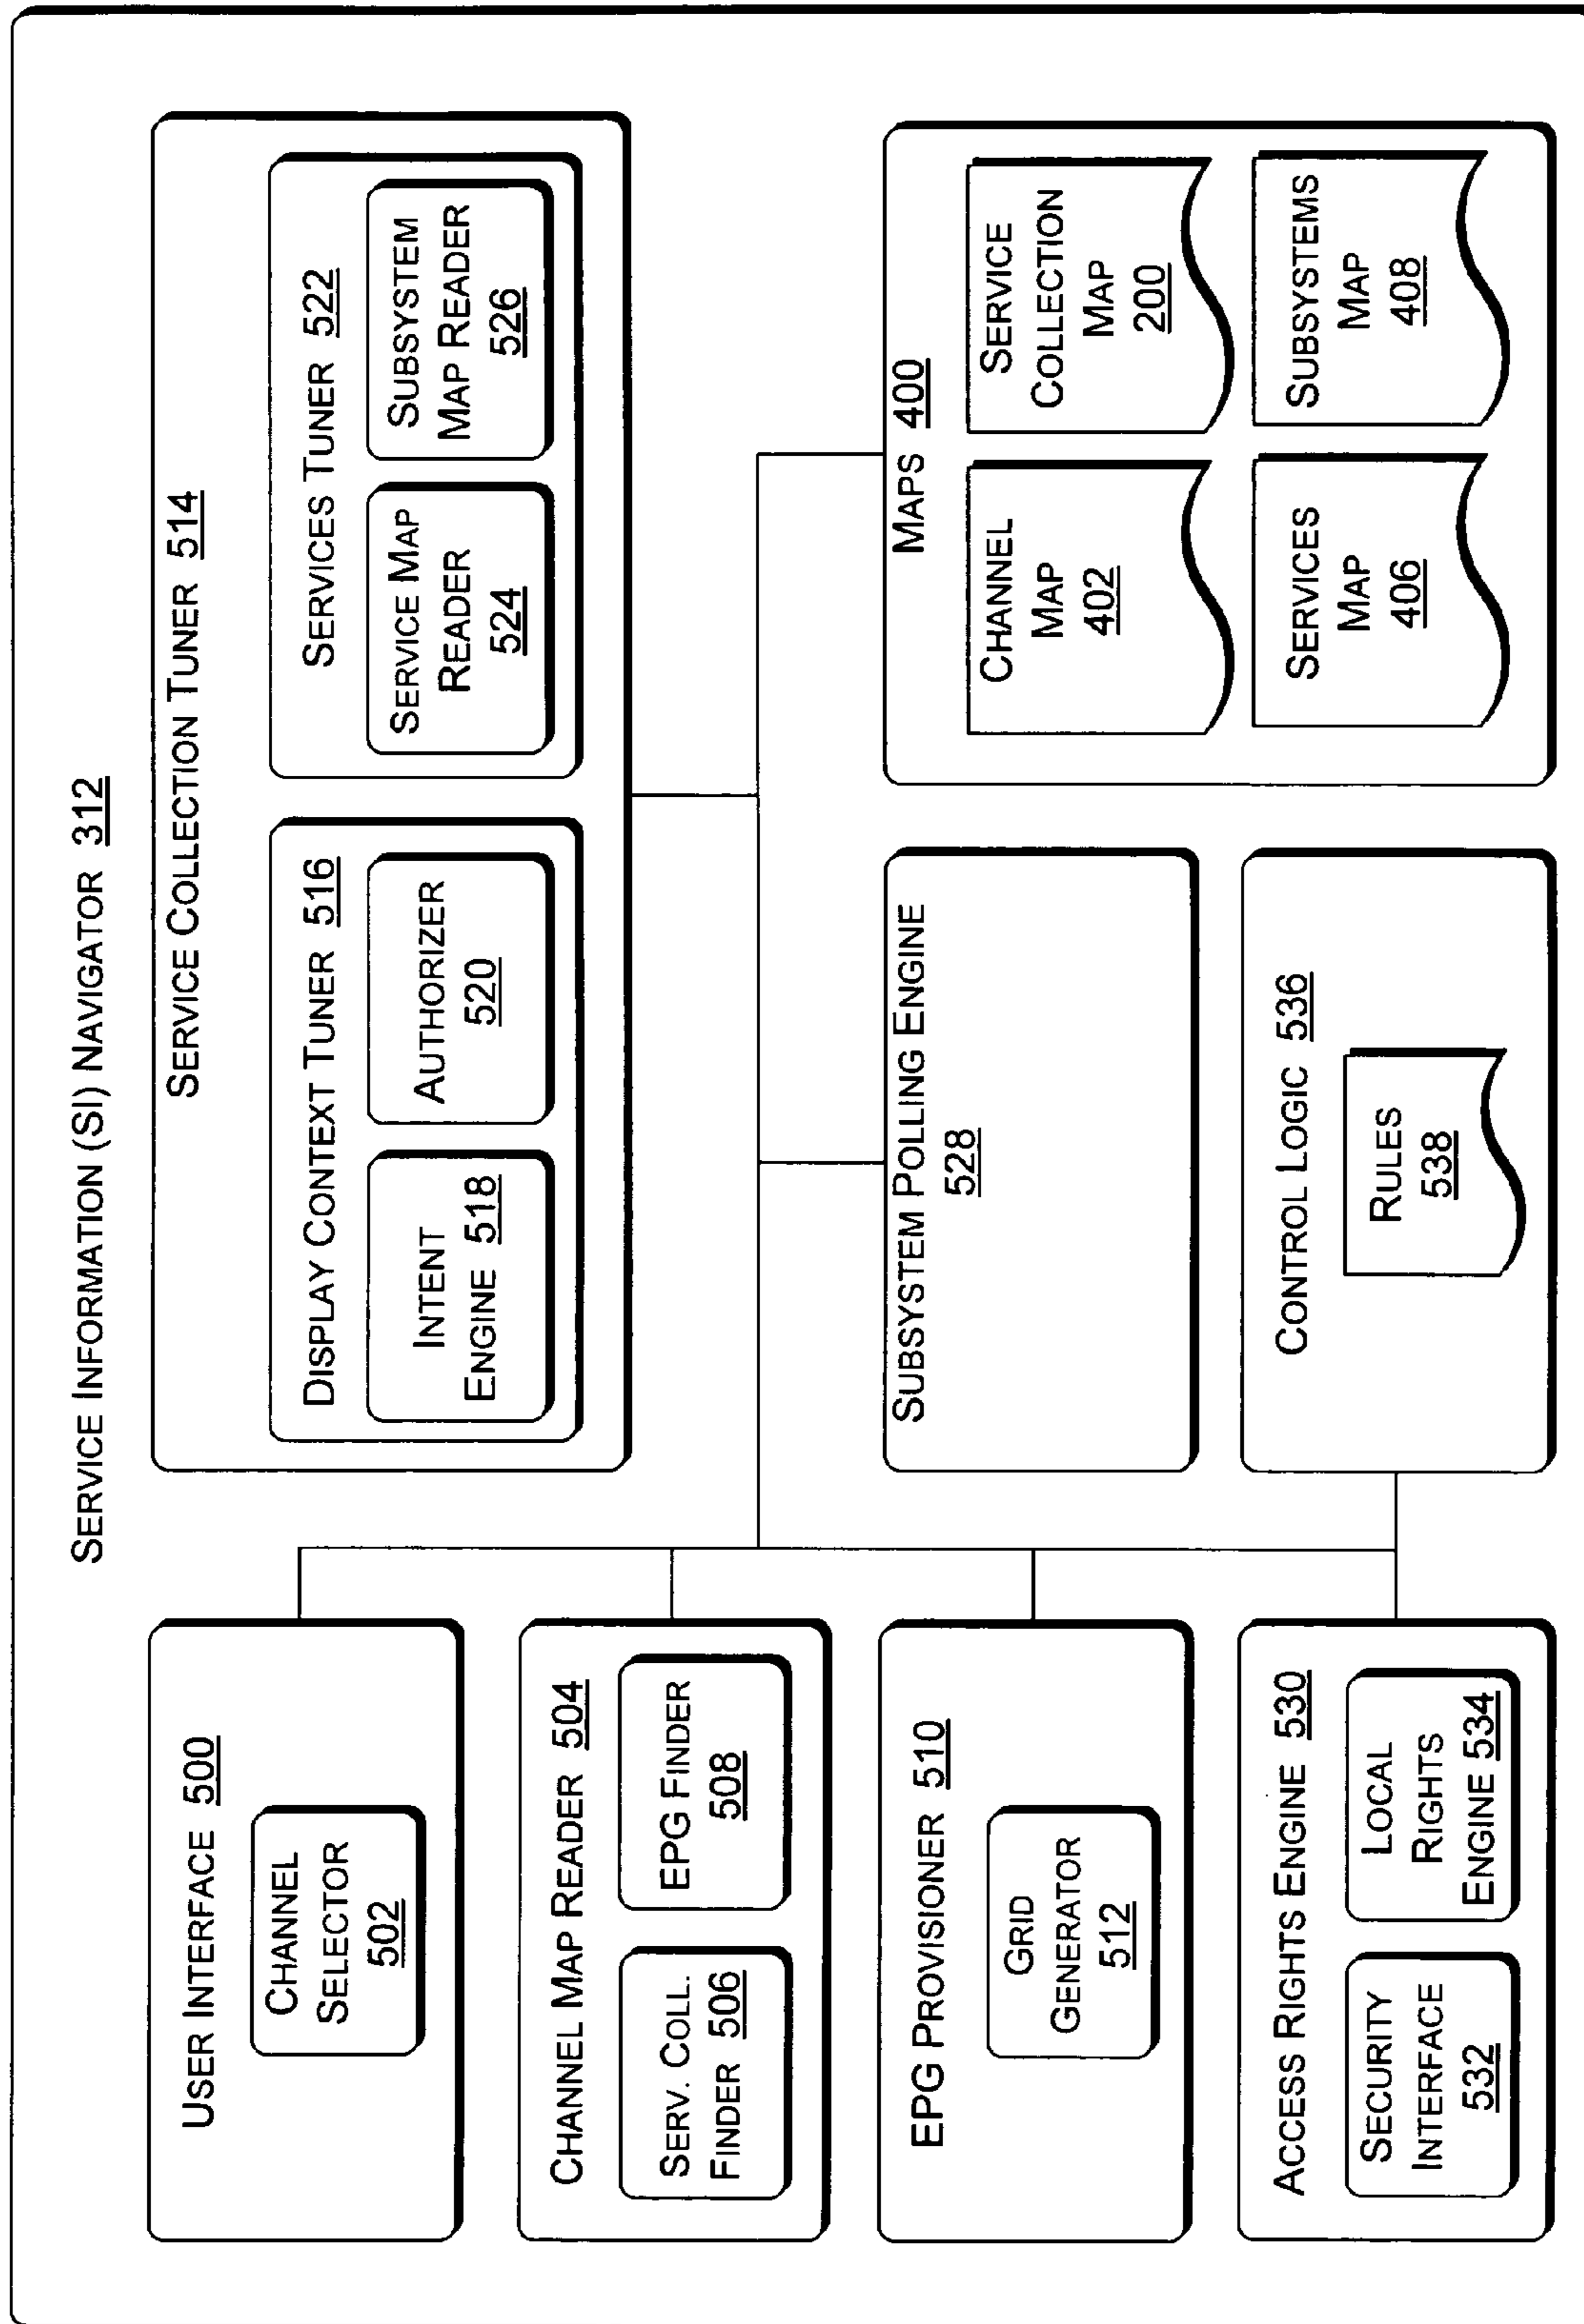 SERVICE INFORMATION (SI) NAVIGATOR 312
USER INTERFACE 500
CHANNEL
SELECTOR
502
CHANNEL MAP READER 504
SERV. COLL.
FINDER 506
EPG FINDER
508
EPG PROVISIONER 510
GRID
GENERATOR
512
ACCESS RIGHTS ENGINE 530
SECURITY
INTERFACE
532
LOCAL
RIGHTS
ENGINE 534
SERVICE COLLECTION TUNER 514
DISPLAY CONTEXT TUNER 516
INTENT
ENGINE 518
AUTHORIZER
520
SERVICES TUNER 522
SERVICE MAP
READER
524
SUBSYSTEM
MAP READER
526
SUBSYSTEM POLLING ENGINE
528
CONTROL LOGIC 536
RULES
538
MAPS 400
CHANNEL
MAP
402
SERVICE
COLLECTION
MAP
200
SERVICES
MAP
406
SUBSYSTEMS
MAP
408